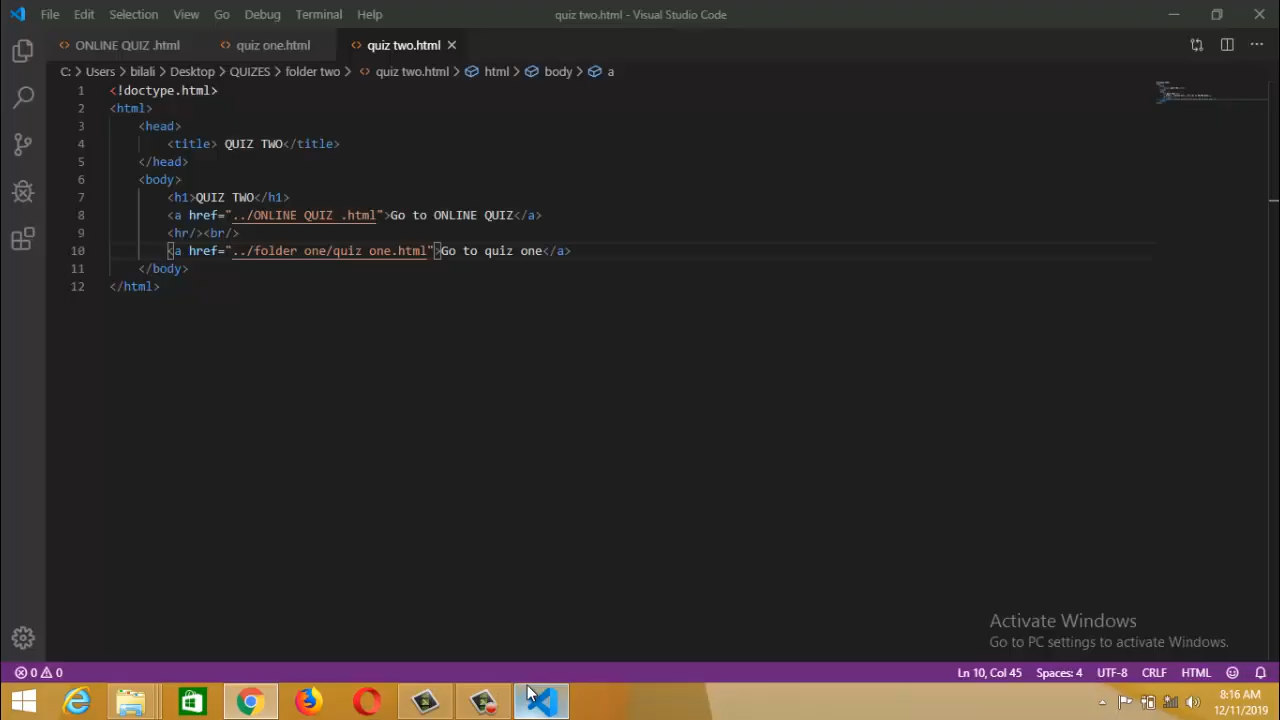 File Edit Selection View Go Debug Terminal Help quiz two.html - Visual Studio Code
ONLINE QUIZ .html quiz one.html quiz two.html
C: > Users > bilali > Desktop > QUIZES > folder two > quiz two.html > html > body > a
1 <!doctype.html>
2 <html>
3 <head>
4 <title> QUIZ TWO</title>
5 </head>
6 <body>
7 <h1>QUIZ TWO</h1>
8 <a href="../ONLINE QUIZ .html">Go to ONLINE QUIZ</a>
9 <hr/><br/>
10 <a href="../folder one/quiz one.html">Go to quiz one</a>
11 </body>
12 </html>
Activate Windows
Go to PC settings to activate Windows.
0 0 Ln 10, Col 45 Spaces: 4 UTF-8 CRLF HTML
8:16 AM
12/11/2019